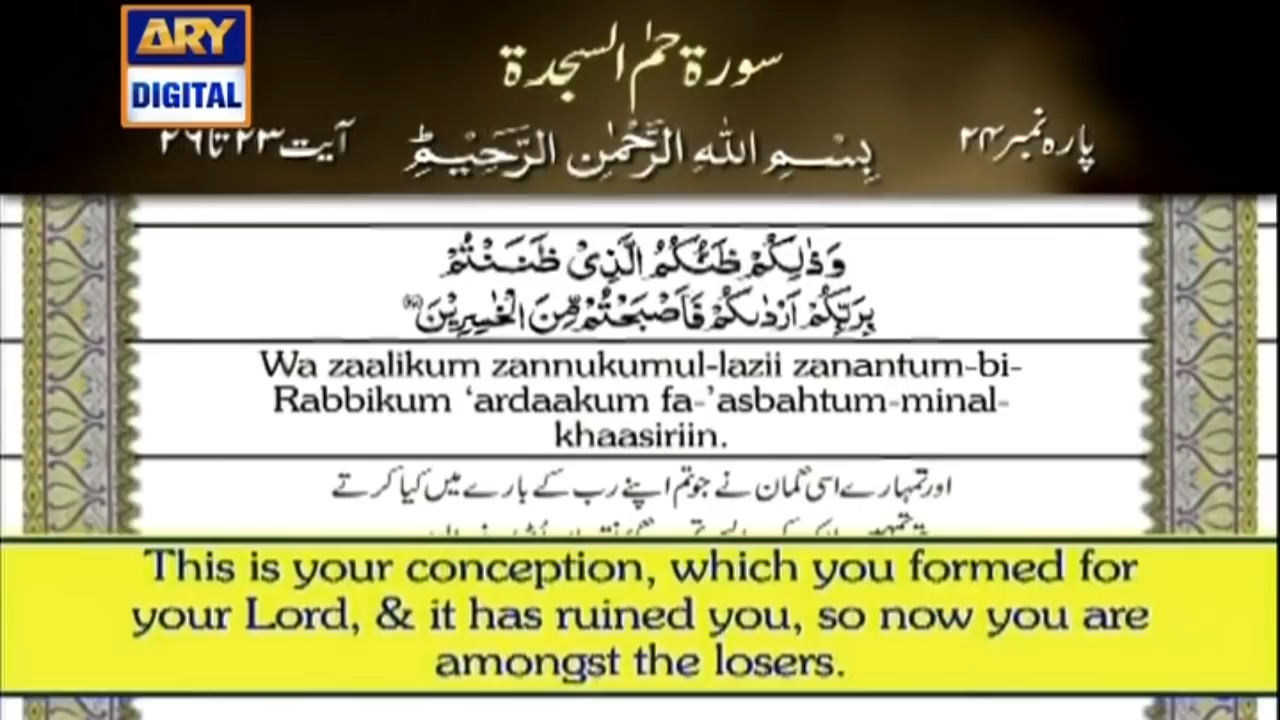 ARY
DIGITAL
سورۃ حٰمٓ السجدۃ
پارہ نمبر ۲۴
بِسْمِ اللهِ الرَّحْمٰنِ الرَّحِيْمِ
آیت ۲۳ تا ۲۶
وَذٰلِكُمْ ظَنُّكُمُ الَّذِىْ ظَنَنْتُمْ
بِرَبِّكُمْ اَرْدٰىكُمْ فَاَصْبَحْتُمْ مِّنَ الْخٰسِرِيْنَ
Wa zaalikum zannukumul-lazii zanantum-bi-
Rabbikum ‘ardaakum fa-’asbahtum-minal-
khaasiriin.
اور تمہارے اسی گمان نے جو تم اپنے رب کے بارے میں کیا کرتے
This is your conception, which you formed for
your Lord, & it has ruined you, so now you are
amongst the losers.